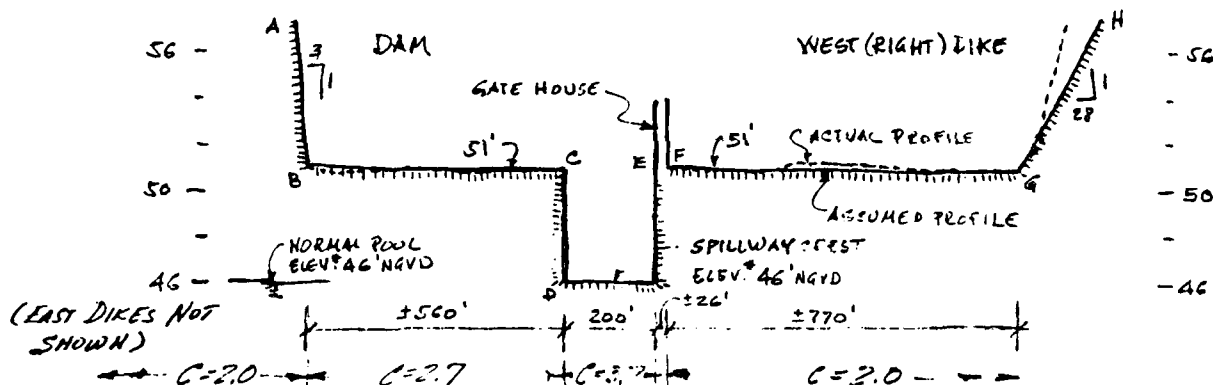 A
H
56
3
1
DAM
WEST (RIGHT) DIKE
56
GATE HOUSE
1
28
51'
C
E
F
51'
ACTUAL PROFILE
B
G
50
ASSUMED PROFILE
50
NORMAL POOL
ELEV. 46' NGVD
SPILLWAY CREST
ELEV. 46' NGVD
46
D
46
(EAST DIKES NOT
SHOWN)
±560'
200'
±26'
±770'
C=2.0
C=2.7
C=2.0